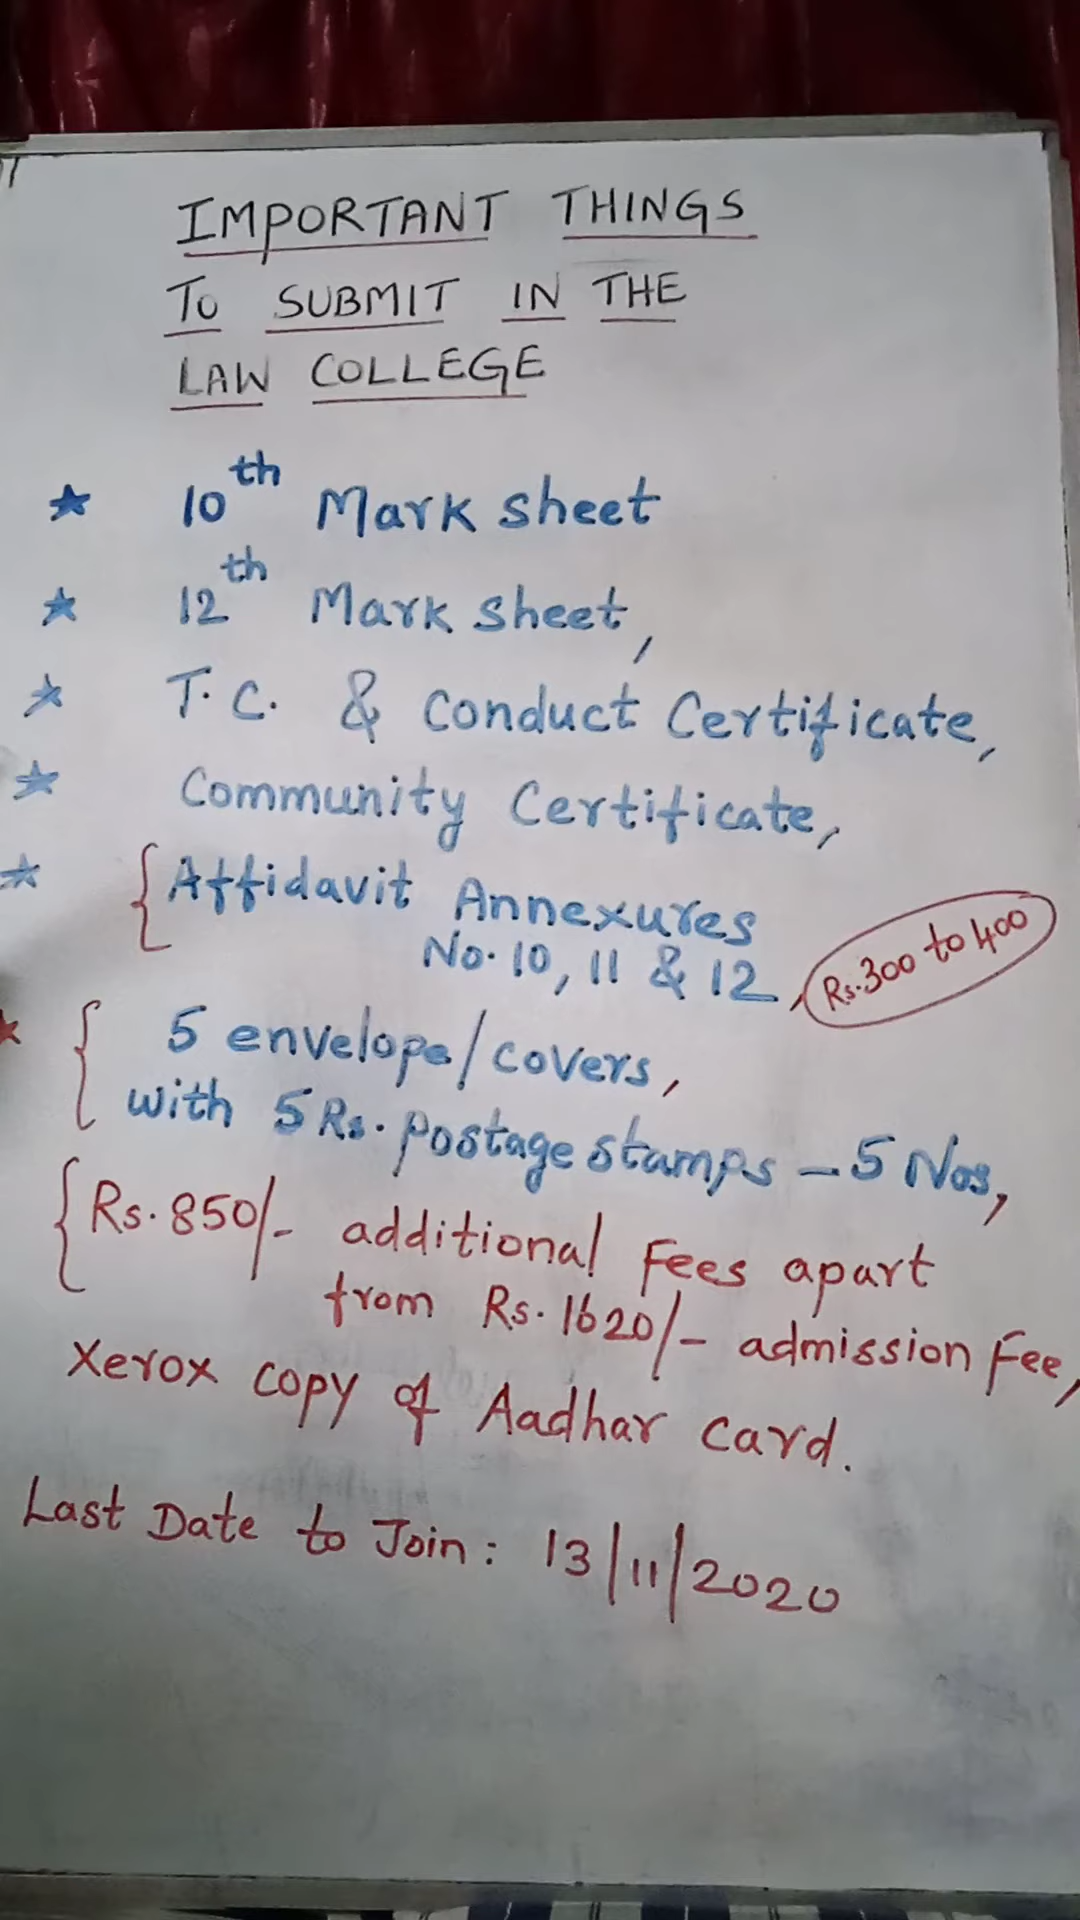 IMPORTANT THINGS
TO SUBMIT IN THE
LAW COLLEGE
★ 10th Mark sheet
★ 12th Mark sheet,
★ T.C. & Conduct Certificate,
★ Community Certificate,
★ {Affidavit Annexures
No. 10, 11 & 12, Rs.300 to 400
★ { 5 envelope/covers,
with 5 Rs. Postage stamps - 5 Nos,
{Rs. 850/- additional Fees apart
from Rs. 1620/- admission Fee,
Xerox copy of Aadhar card.
Last Date to Join: 13/11/2020